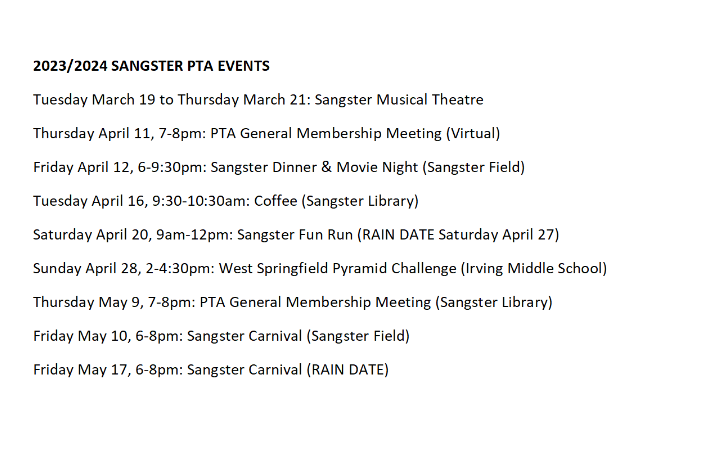 2023/2024 SANGSTER PTA EVENTS
Tuesday March 19 to Thursday March 21: Sangster Musical Theatre
Thursday April 11, 7-8pm: PTA General Membership Meeting (Virtual)
Friday April 12, 6-9:30pm: Sangster Dinner & Movie Night (Sangster Field)
Tuesday April 16, 9:30-10:30am: Coffee (Sangster Library)
Saturday April 20, 9am-12pm: Sangster Fun Run (RAIN DATE Saturday April 27)
Sunday April 28, 2-4:30pm: West Springfield Pyramid Challenge (Irving Middle School)
Thursday May 9, 7-8pm: PTA General Membership Meeting (Sangster Library)
Friday May 10, 6-8pm: Sangster Carnival (Sangster Field)
Friday May 17, 6-8pm: Sangster Carnival (RAIN DATE)